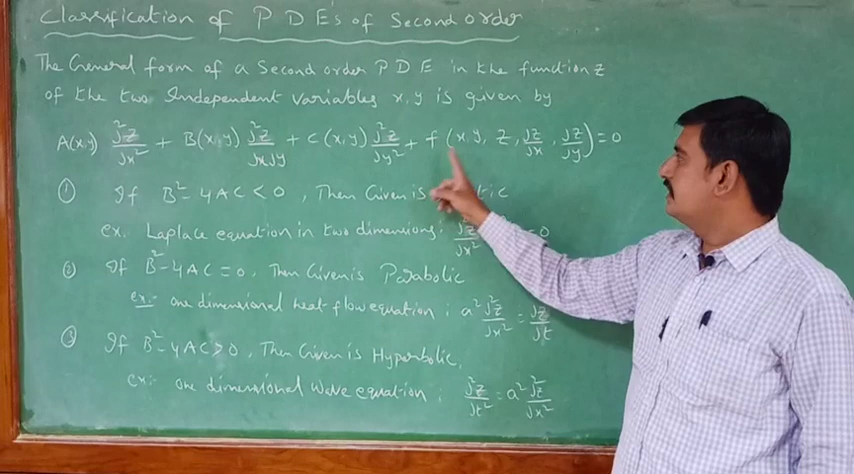 Classification of P D E's of Second order
The General form of a Second order P D E in the function z
of the two Independent Variables x, y is given by
A(x,y) ∂²z/∂x² + B(x,y) ∂²z/∂x∂y + C(x,y) ∂²z/∂y² + f(x,y, z, ∂z/∂x, ∂z/∂y) = 0
① If B² - 4AC < 0, Then Given is
ex: Laplace equation in two dimensions: ∂²z/∂x² = 0
② If B² - 4AC = 0, Then Given is Parabolic
ex:- one dimensional heat-flow equation ; a² ∂²z/∂x² = ∂z/∂t
③ If B² - 4AC > 0, Then Given is Hyperbolic.
ex: one dimensional Wave equation : ∂²z/∂t² = a² ∂²z/∂x²